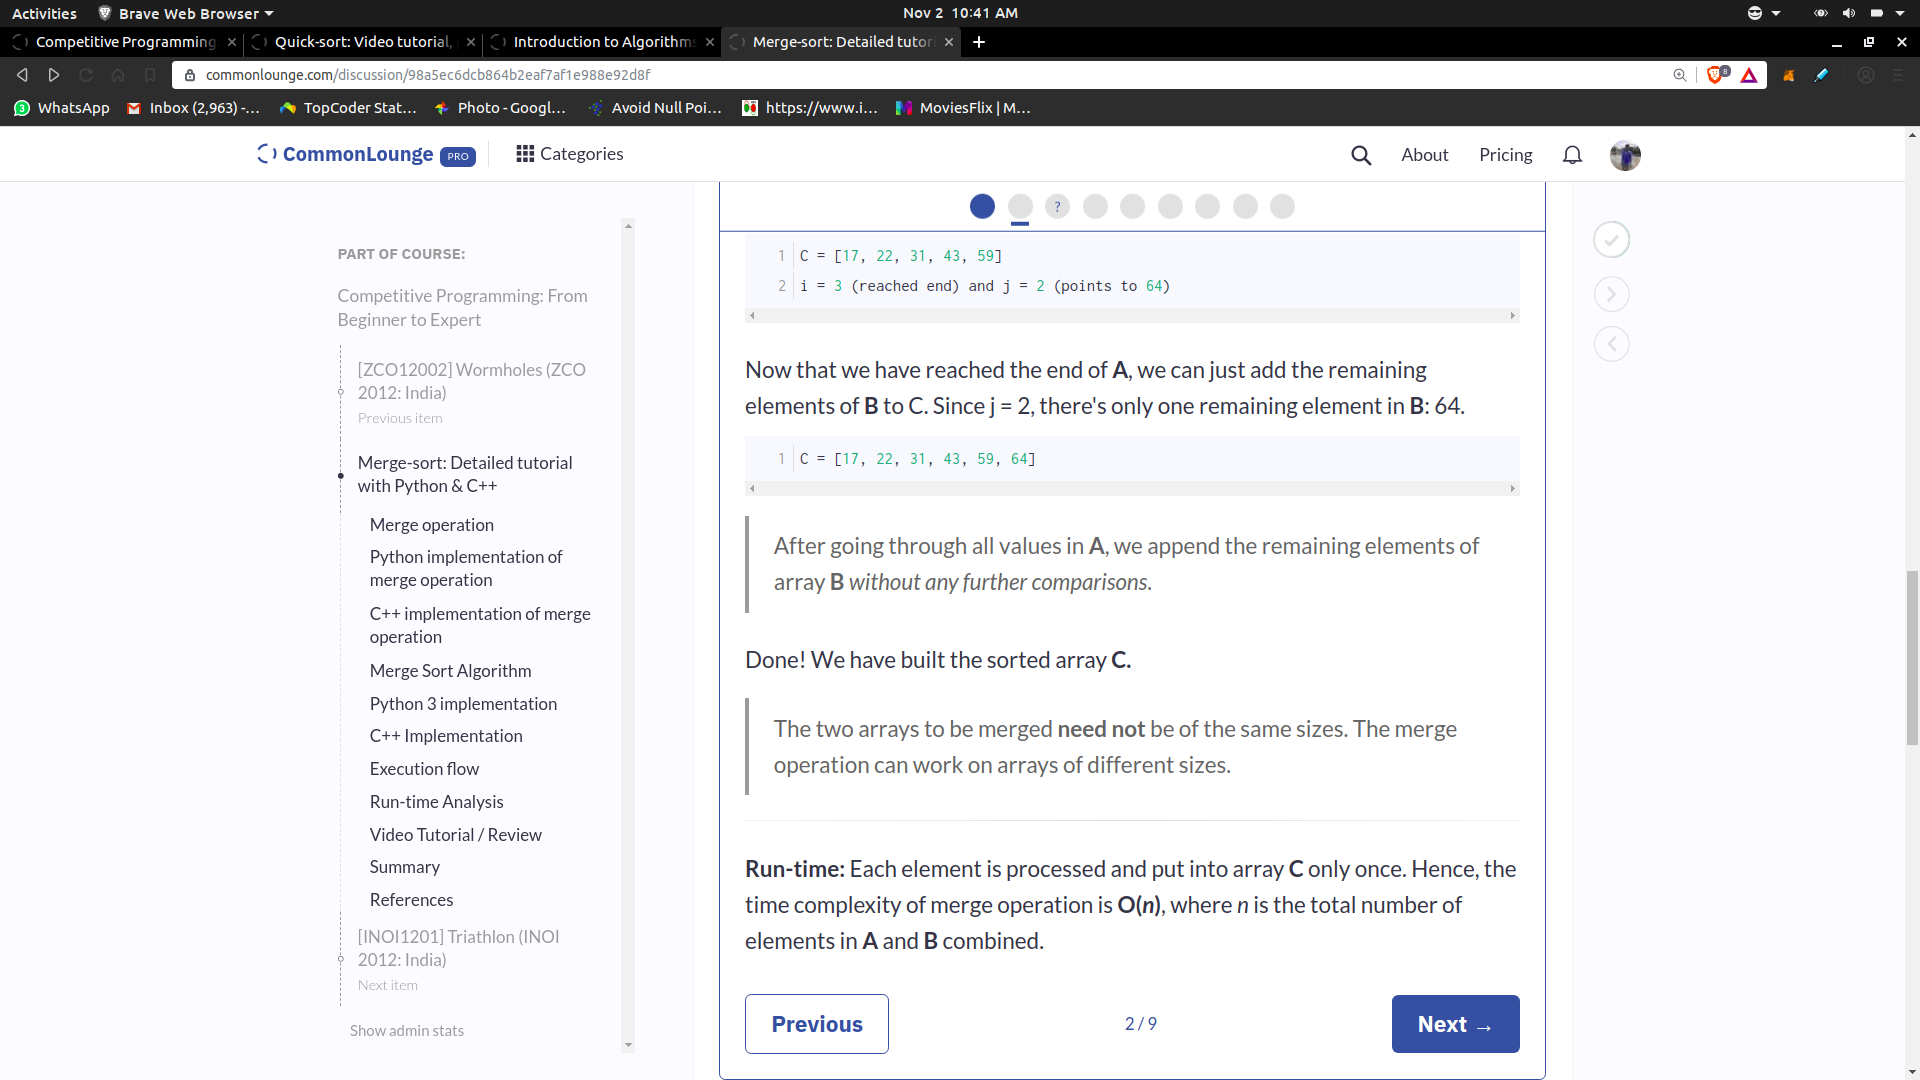 Activities
Brave Web Browser
Nov 2 10:41 AM
Competitive Programming
Quick-sort: Video tutorial,
Introduction to Algorithms
Merge-sort: Detailed tutori
commonlounge.com/discussion/98a5ec6dcb864b2eaf7af1e988e92d8f
8
3
WhatsApp
Inbox (2,963) -...
TopCoder Stat...
Photo - Googl...
Avoid Null Poi...
https://www.i...
MoviesFlix | M...
CommonLounge PRO
Categories
About
Pricing
PART OF COURSE:
Competitive Programming: From
Beginner to Expert
[ZCO12002] Wormholes (ZCO
2012: India)
Previous item
Merge-sort: Detailed tutorial
with Python & C++
Merge operation
Python implementation of
merge operation
C++ implementation of merge
operation
Merge Sort Algorithm
Python 3 implementation
C++ Implementation
Execution flow
Run-time Analysis
Video Tutorial / Review
Summary
References
[INOI1201] Triathlon (INOI
2012: India)
Next item
Show admin stats
?
1 C = [17, 22, 31, 43, 59]
2 i = 3 (reached end) and j = 2 (points to 64)
Now that we have reached the end of A, we can just add the remaining
elements of B to C. Since j = 2, there's only one remaining element in B: 64.
1 C = [17, 22, 31, 43, 59, 64]
After going through all values in A, we append the remaining elements of
array B without any further comparisons.
Done! We have built the sorted array C.
The two arrays to be merged need not be of the same sizes. The merge
operation can work on arrays of different sizes.
Run-time: Each element is processed and put into array C only once. Hence, the
time complexity of merge operation is O(n), where n is the total number of
elements in A and B combined.
Previous
2 / 9
Next →